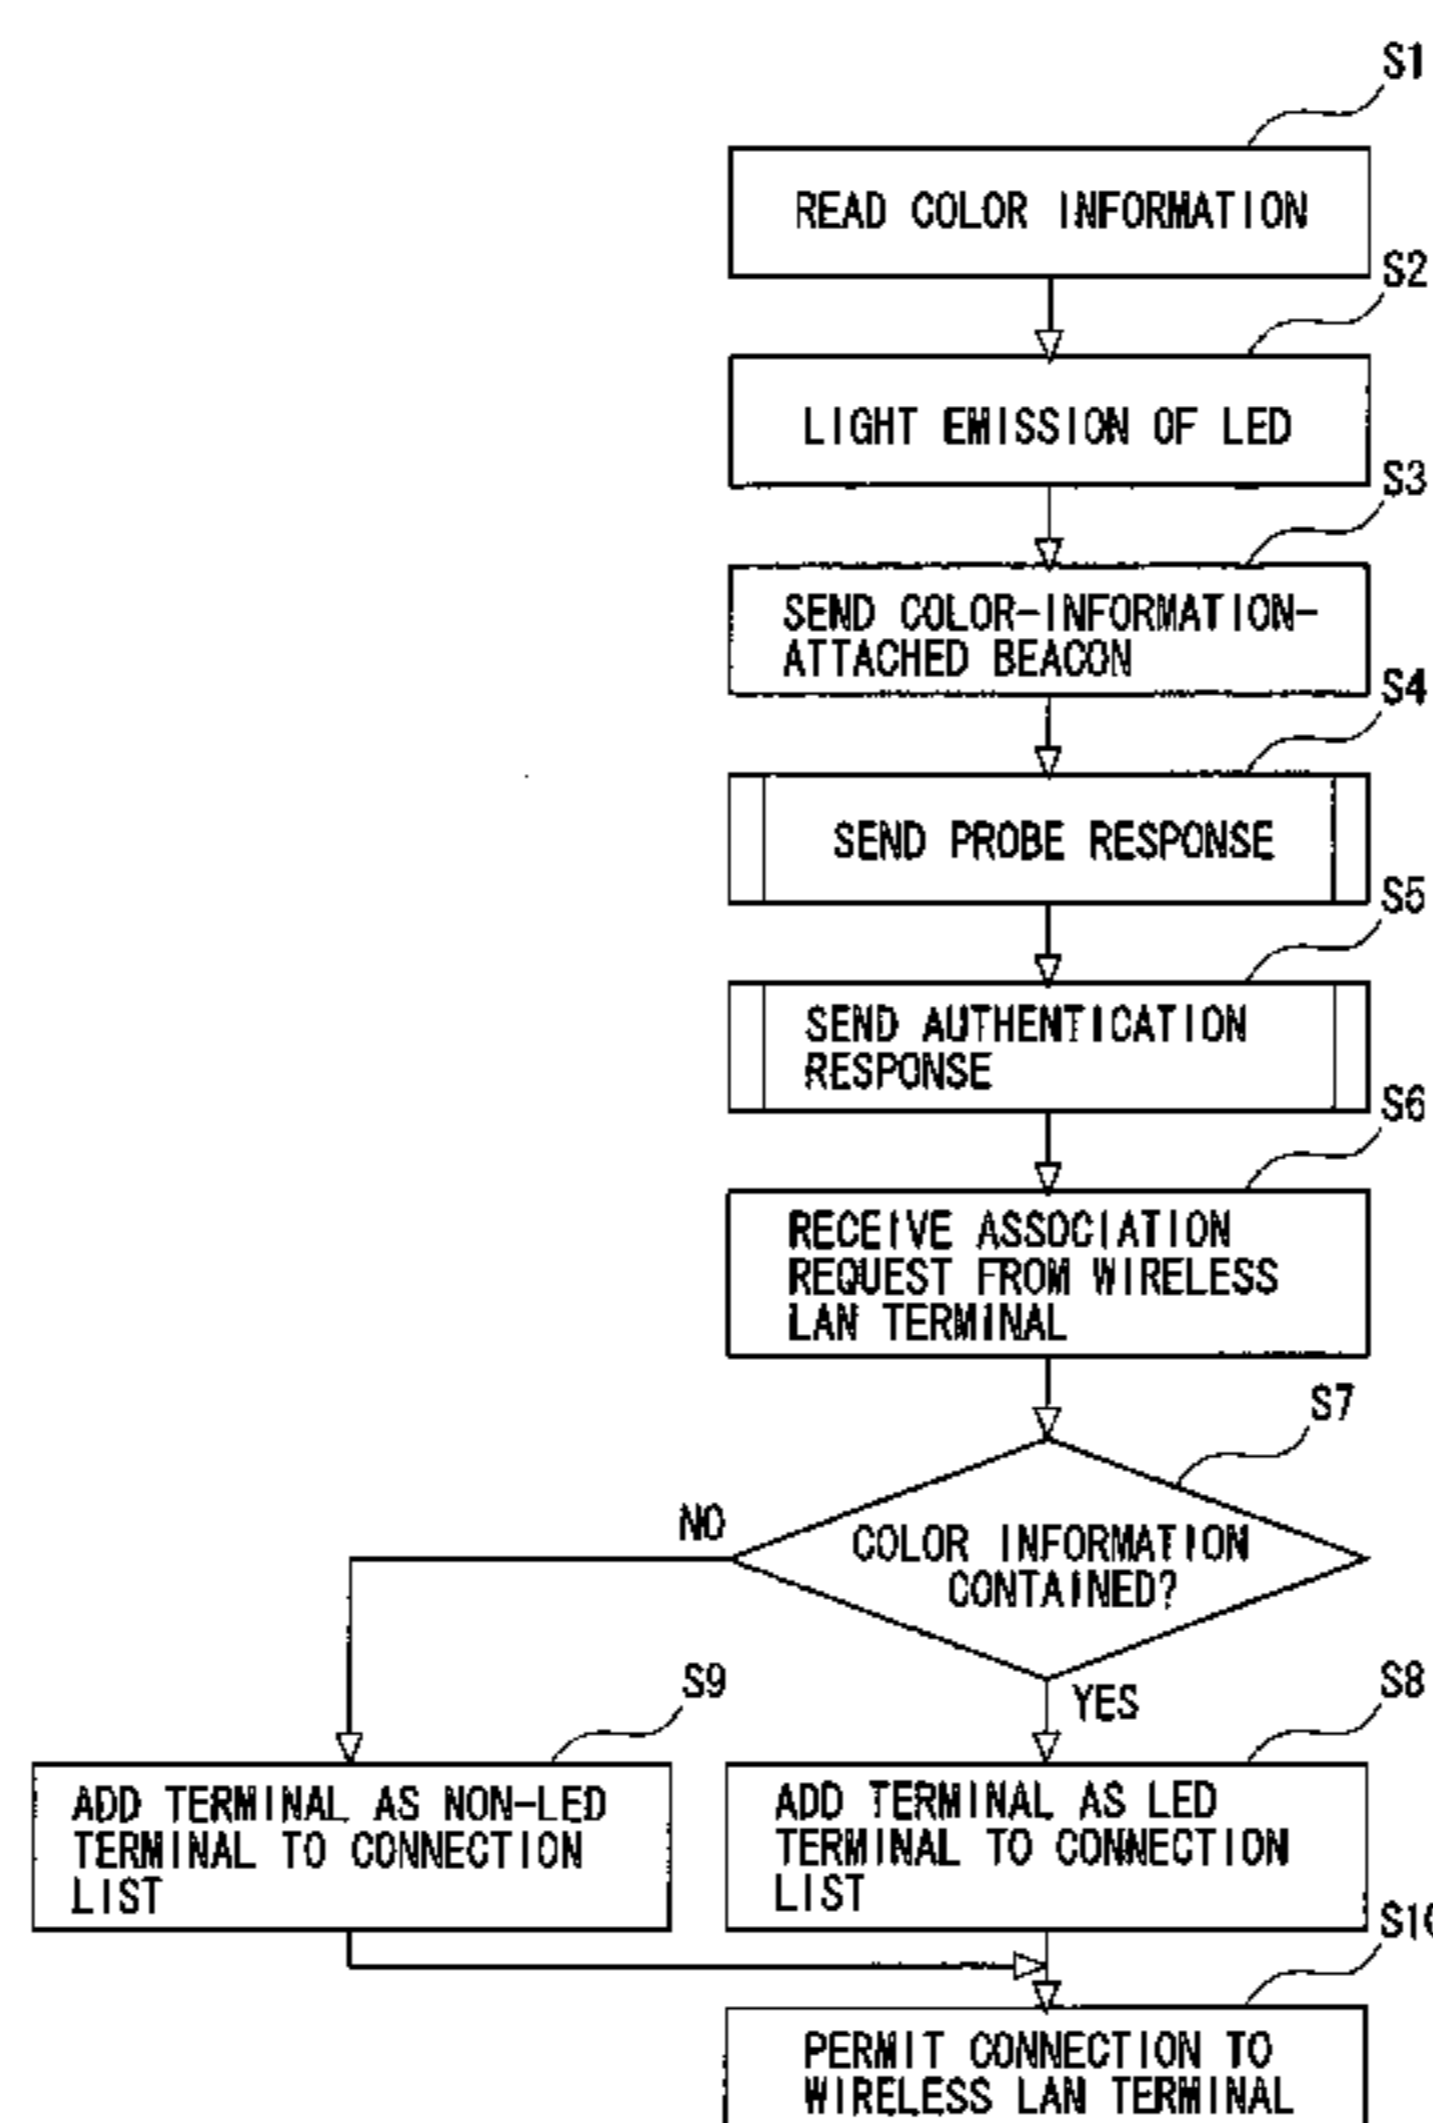 S1
READ COLOR INFORMATION
S2
LIGHT EMISSION OF LED
S3
SEND COLOR-INFORMATION-
ATTACHED BEACON
S4
SEND PROBE RESPONSE
S5
SEND AUTHENTICATION
RESPONSE
S6
RECEIVE ASSOCIATION
REQUEST FROM WIRELESS
LAN TERMINAL
S7
NO
COLOR INFORMATION
CONTAINED?
YES
S9
ADD TERMINAL AS NON-LED
TERMINAL TO CONNECTION
LIST
S8
ADD TERMINAL AS LED
TERMINAL TO CONNECTION
LIST
S10
PERMIT CONNECTION TO
WIRELESS LAN TERMINAL